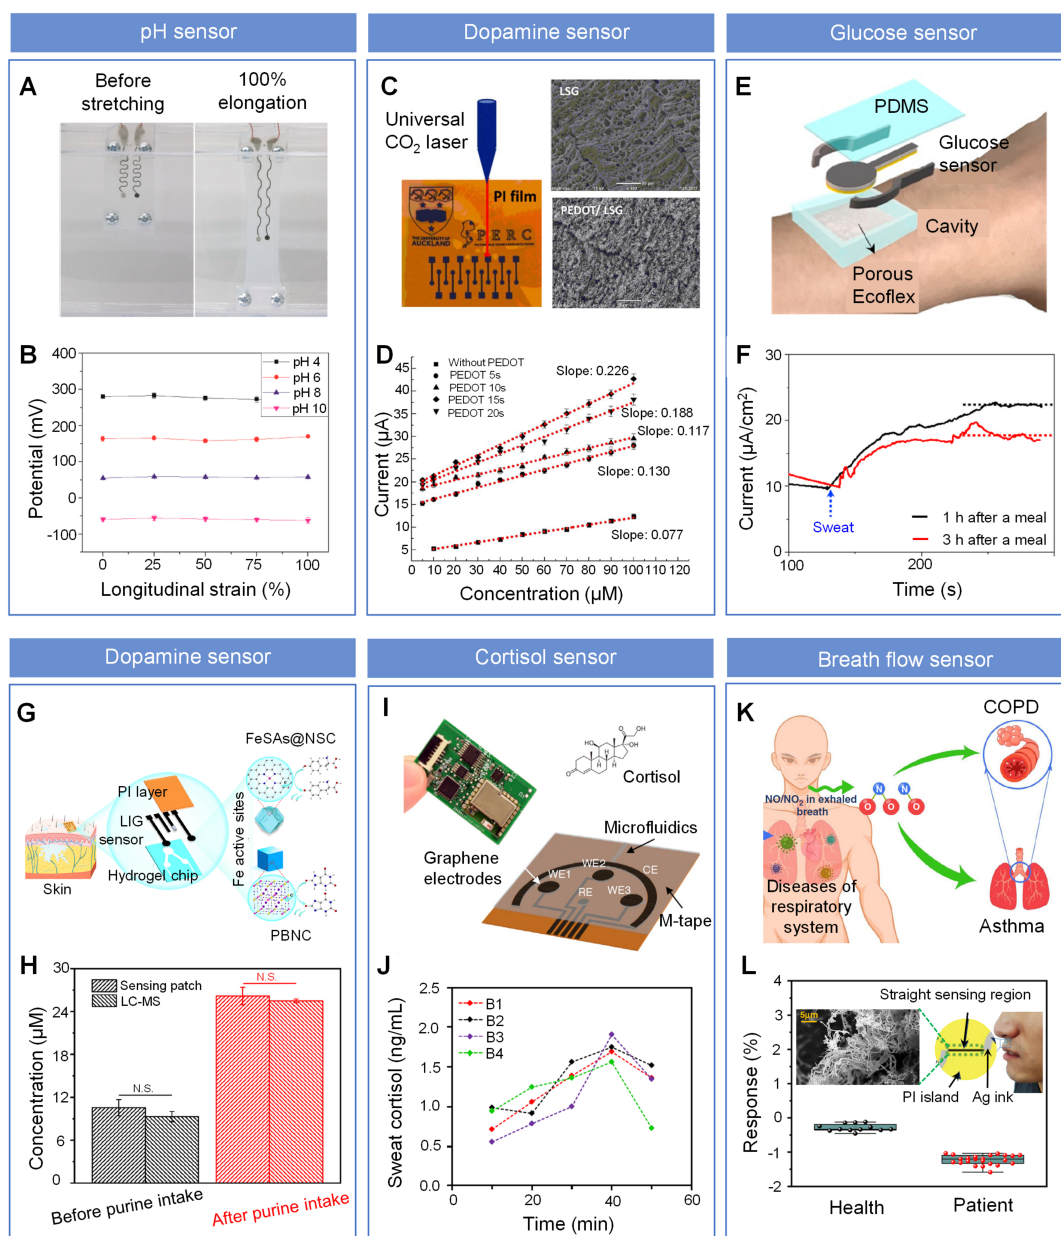 pH sensor
Dopamine sensor
Glucose sensor
A
Before
stretching
100%
elongation
B
400
300
200
100
0
-100
Potential (mV)
pH 4
pH 6
pH 8
pH 10
0 25 50 75 100
Longitudinal strain (%)
C
Universal
CO2 laser
PI film
THE UNIVERSITY OF
AUCKLAND
PERC
LSG
PEDOT/ LSG
D
45
40
35
30
25
20
15
10
5
Current (µA)
Without PEDOT
PEDOT 5s
PEDOT 10s
PEDOT 15s
PEDOT 20s
Slope: 0.226
Slope: 0.188
Slope: 0.117
Slope: 0.130
Slope: 0.077
0 10 20 30 40 50 60 70 80 90 100 110 120
Concentration (µM)
E
PDMS
Glucose
sensor
Cavity
Porous
Ecoflex
F
30
20
10
0
Current (µA/cm2)
Sweat
1 h after a meal
3 h after a meal
100 200
Time (s)
Dopamine sensor
Cortisol sensor
Breath flow sensor
G
FeSAs@NSC
PI layer
LIG
sensor
Hydrogel chip
Skin
Fe active sites
PBNC
H
30
24
18
12
6
0
Concentration (µM)
Sensing patch
LC-MS
N.S.
N.S.
Before purine intake
After purine intake
I
O
HO
O
OH
OH
H
H
H
Cortisol
Microfluidics
Graphene
electrodes
WE1
WE2
WE3
RE
CE
M-tape
J
2.5
2.0
1.5
1.0
0.5
0.0
Sweat cortisol (ng/mL)
B1
B2
B3
B4
0 20 40 60
Time (min)
K
COPD
NO/NO2 in exhaled
breath
N N
O O O
Diseases of
respiratory
system
Asthma
L
4
3
2
1
0
-1
-2
Response (%)
5µm
Straight sensing region
PI island
Ag ink
Health
Patient